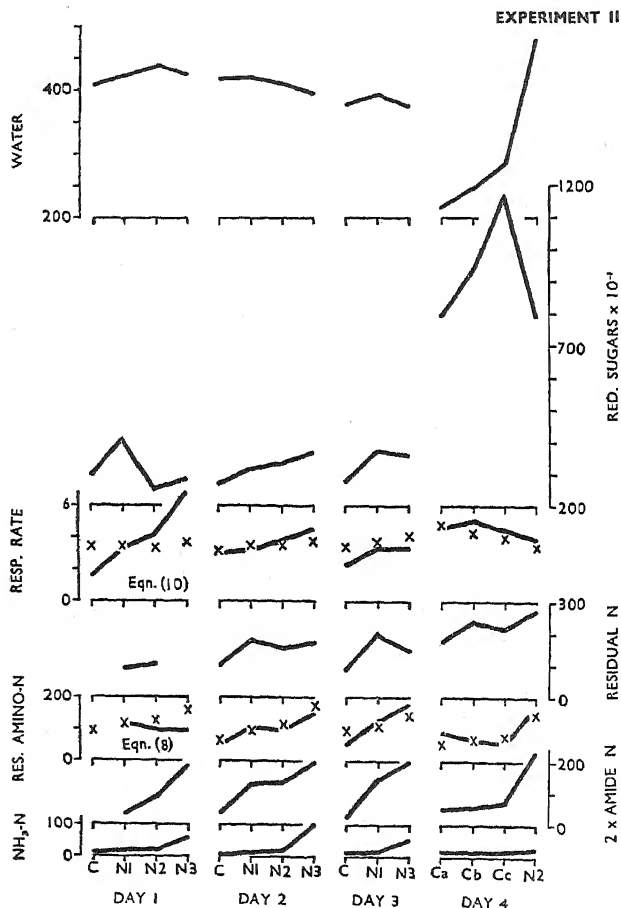 EXPERIMENT II
WATER
400
200
1200
700
200
RED. SUGARS x 10⁻¹
RESP. RATE
6
0
Eqn. (10)
300
0
RESIDUAL N
RES. AMINO-N
200
0
Eqn. (8)
200
0
2 x AMIDE N
NH₃-N
100
0
C N1 N2 N3 C N1 N2 N3 C N1 N3 Ca Cb Cc N2
DAY 1 DAY 2 DAY 3 DAY 4